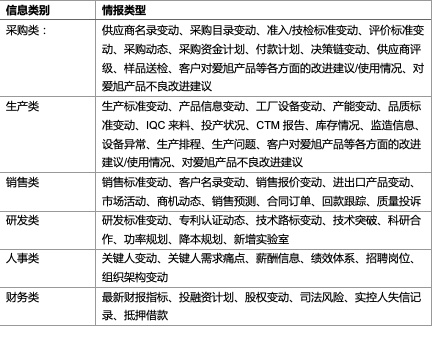 信息类别 情报类型
采购类： 供应商名录变动、采购目录变动、准入/技检标准变动、评价标准变
动、采购动态、采购资金计划、付款计划、决策链变动、供应商评
级、样品送检、客户对爱旭产品等各方面的改进建议/使用情况、对
爱旭产品不良改进建议
生产类 生产标准变动、产品信息变动、工厂设备变动、产能变动、品质标
准变动、IQC 来料、投产状况、CTM 报告、库存情况、监造信息、
设备异常、生产排程、生产问题、客户对爱旭产品等各方面的改进
建议/使用情况、对爱旭产品不良改进建议
销售类 销售标准变动、客户名录变动、销售报价变动、进出口产品变动、
市场活动、商机动态、销售预测、合同订单、回款跟踪、质量投诉
研发类 研发标准变动、专利认证动态、技术路标变动、技术突破、科研合
作、功率规划、降本规划、新增实验室
人事类 关键人变动、关键人需求痛点、薪酬信息、绩效体系、招聘岗位、
组织架构变动
财务类 最新财报指标、投融资计划、股权变动、司法风险、实控人失信记
录、抵押借款